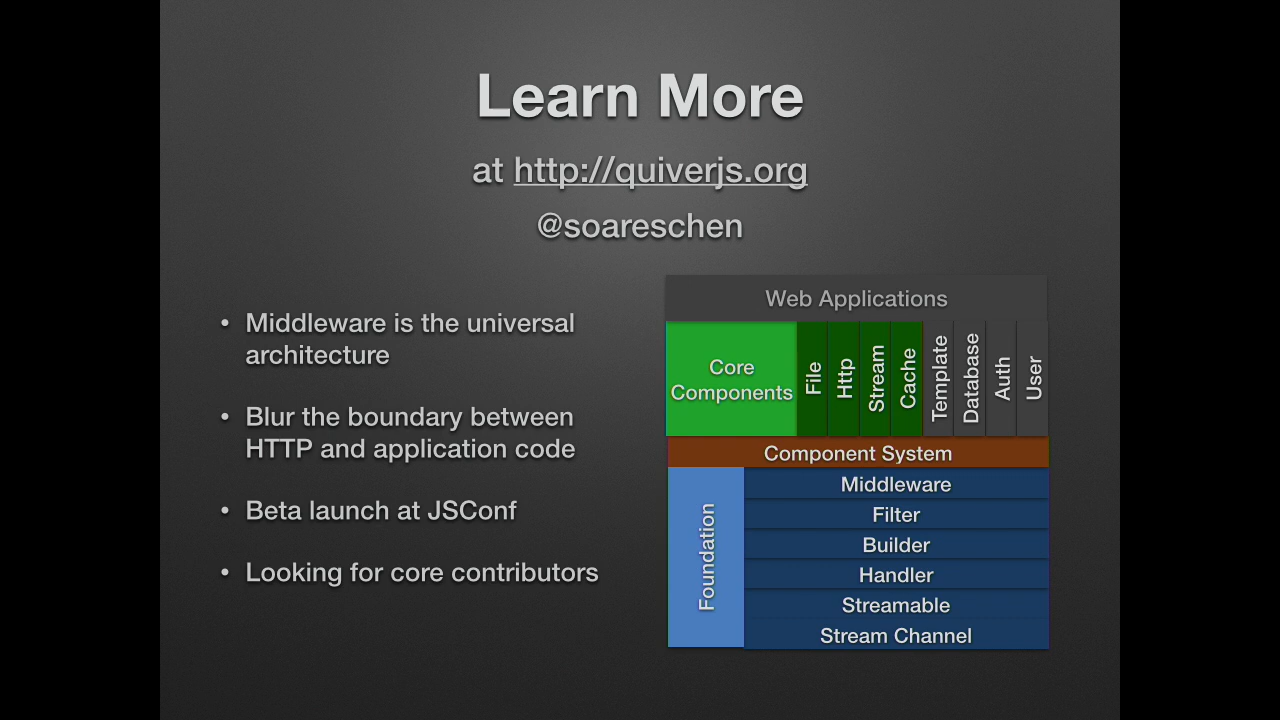 Learn More
at http://quiverjs.org
@soareschen
• Middleware is the universal
architecture
• Blur the boundary between
HTTP and application code
• Beta launch at JSConf
• Looking for core contributors
Web Applications
Core
Components
File
Http
Stream
Cache
Template
Database
Auth
User
Component System
Foundation
Middleware
Filter
Builder
Handler
Streamable
Stream Channel